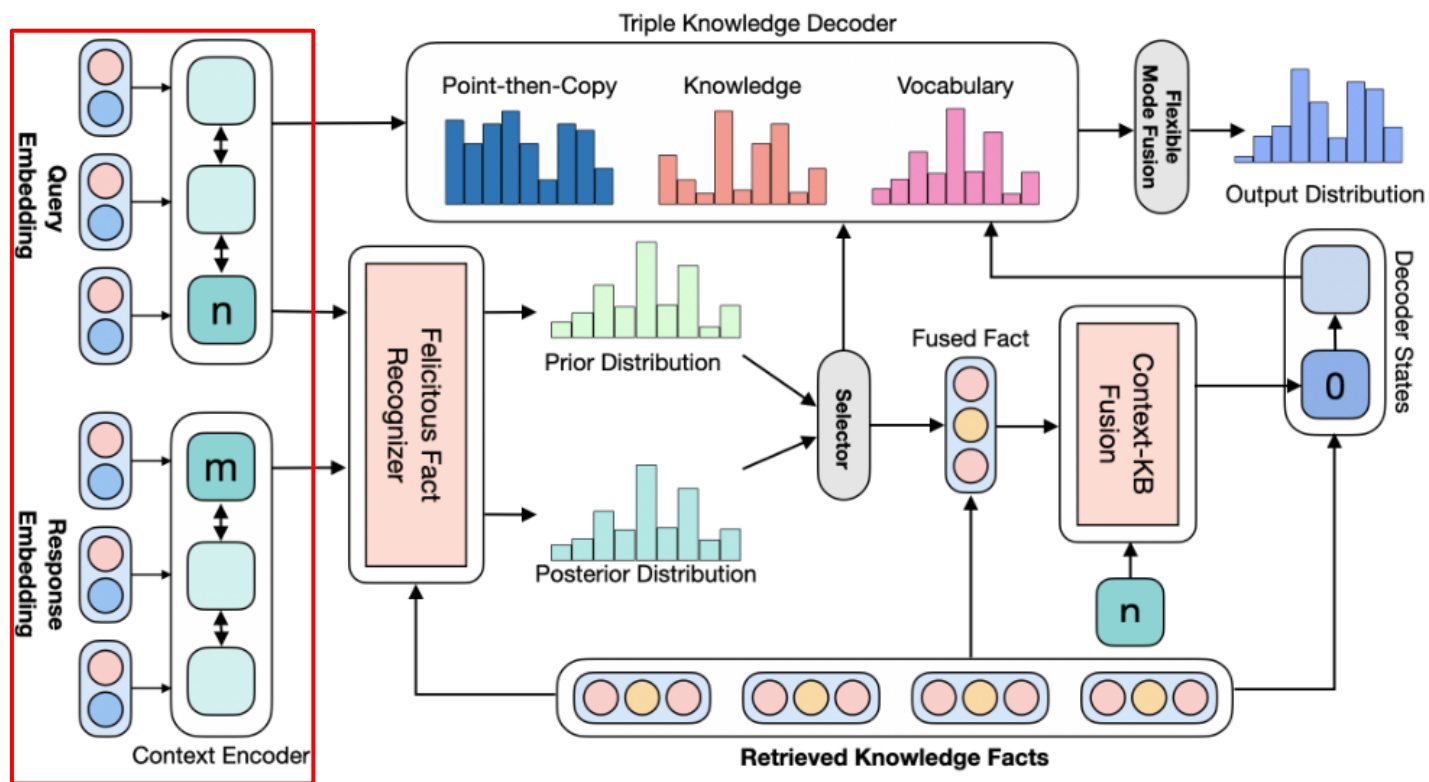 Triple Knowledge Decoder
Point-then-Copy
Knowledge
Vocabulary
Flexible
Mode Fusion
Output Distribution
Query
Embedding
n
Felicitous Fact
Recognizer
Prior Distribution
Posterior Distribution
Selector
Fused Fact
Context-KB
Fusion
n
0
Decoder States
Response
Embedding
m
Context Encoder
Retrieved Knowledge Facts